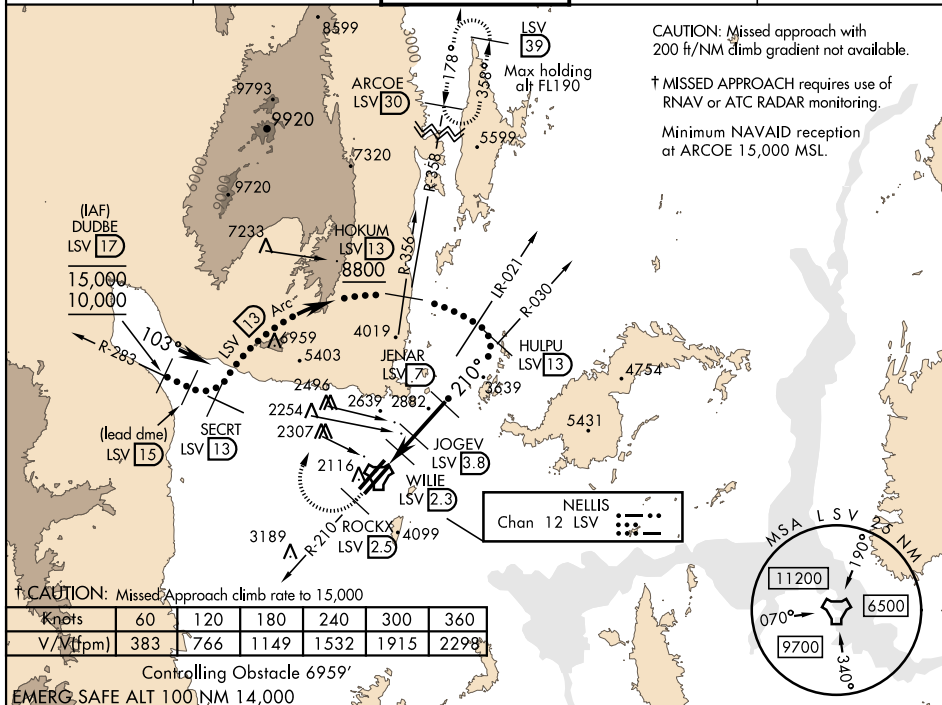 8599
3000
LSV
39
178°
358°
Max holding
alt FL190
CAUTION: Missed approach with
200 ft/NM climb gradient not available.
† MISSED APPROACH requires use of
RNAV or ATC RADAR monitoring.
Minimum NAVAID reception
at ARCOE 15,000 MSL.
ARCOE
LSV 30
9793
9920
5599
7320
6000
9000
9720
R-358
(IAF)
DUDBE
LSV 17
15,000
10,000
7233
HOKUM
LSV 13
8800
R-356
LR-021
R-030
103°
R-283
LSV 13 Arc
6959
5403
4019
JENAR
LSV 7
210°
HULPU
LSV 13
3639
4754
5431
2496
2254
2307
2639
2882
(lead dme)
LSV 15
SECRT
LSV 13
JOGEV
LSV 3.8
2116
WILIE
LSV 2.3
NELLIS
Chan 12 LSV
ROCKX
LSV 2.5
4099
3189
R-210
MSA LSV 25 NM
190°
11200
6500
070°
9700
340°
† CAUTION: Missed Approach climb rate to 15,000
Knots 60 120 180 240 300 360
V/V(fpm) 383 766 1149 1532 1915 2298
Controlling Obstacle 6959'
EMERG SAFE ALT 100 NM 14,000